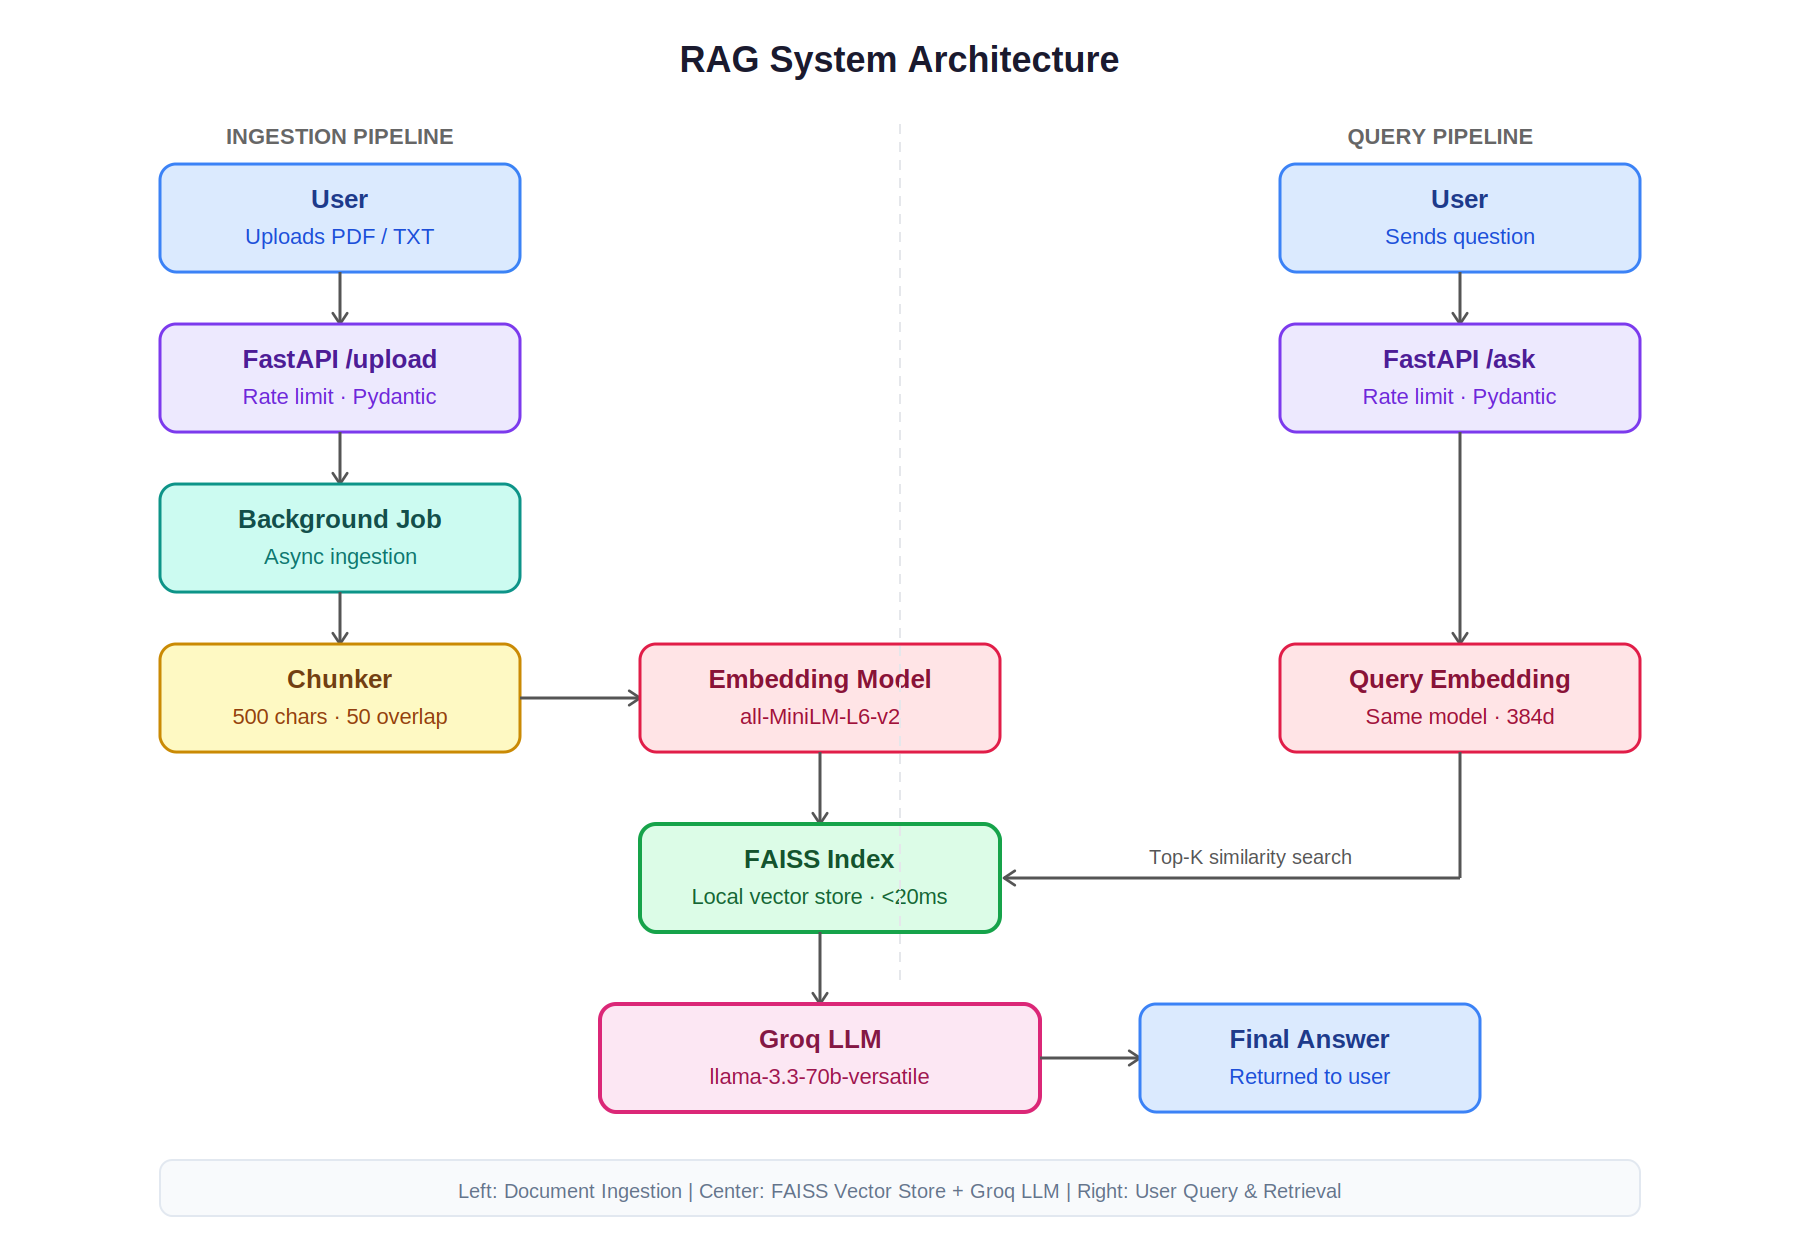 RAG System Architecture
INGESTION PIPELINE
User
Uploads PDF / TXT
FastAPI /upload
Rate limit · Pydantic
Background Job
Async ingestion
Chunker
500 chars · 50 overlap
Embedding Model
all-MiniLM-L6-v2
FAISS Index
Local vector store · <20ms
Groq LLM
llama-3.3-70b-versatile
QUERY PIPELINE
User
Sends question
FastAPI /ask
Rate limit · Pydantic
Query Embedding
Same model · 384d
Top-K similarity search
Final Answer
Returned to user
Left: Document Ingestion | Center: FAISS Vector Store + Groq LLM | Right: User Query & Retrieval